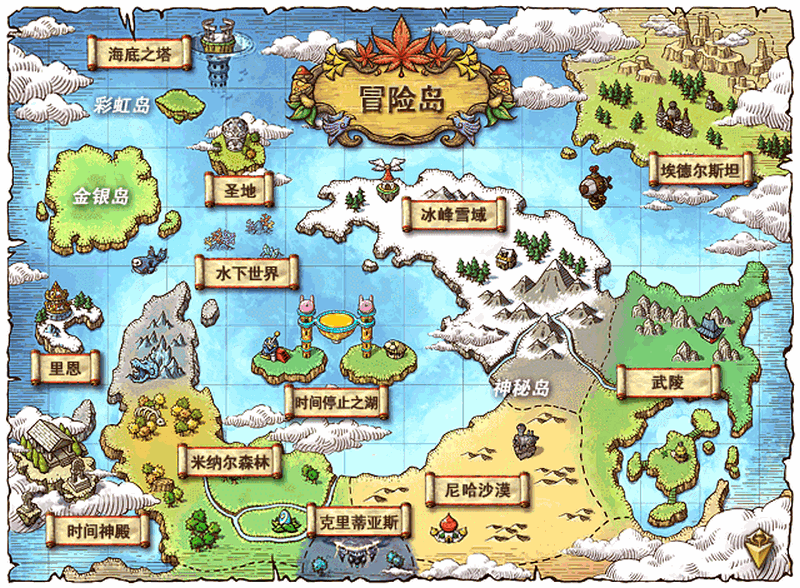 海底之塔
冒险岛
彩虹岛
埃德尔斯坦
圣地
金银岛
冰峰雪域
水下世界
里恩
时间停止之湖
神秘岛
武陵
米纳尔森林
尼哈沙漠
时间神殿
克里蒂亚斯